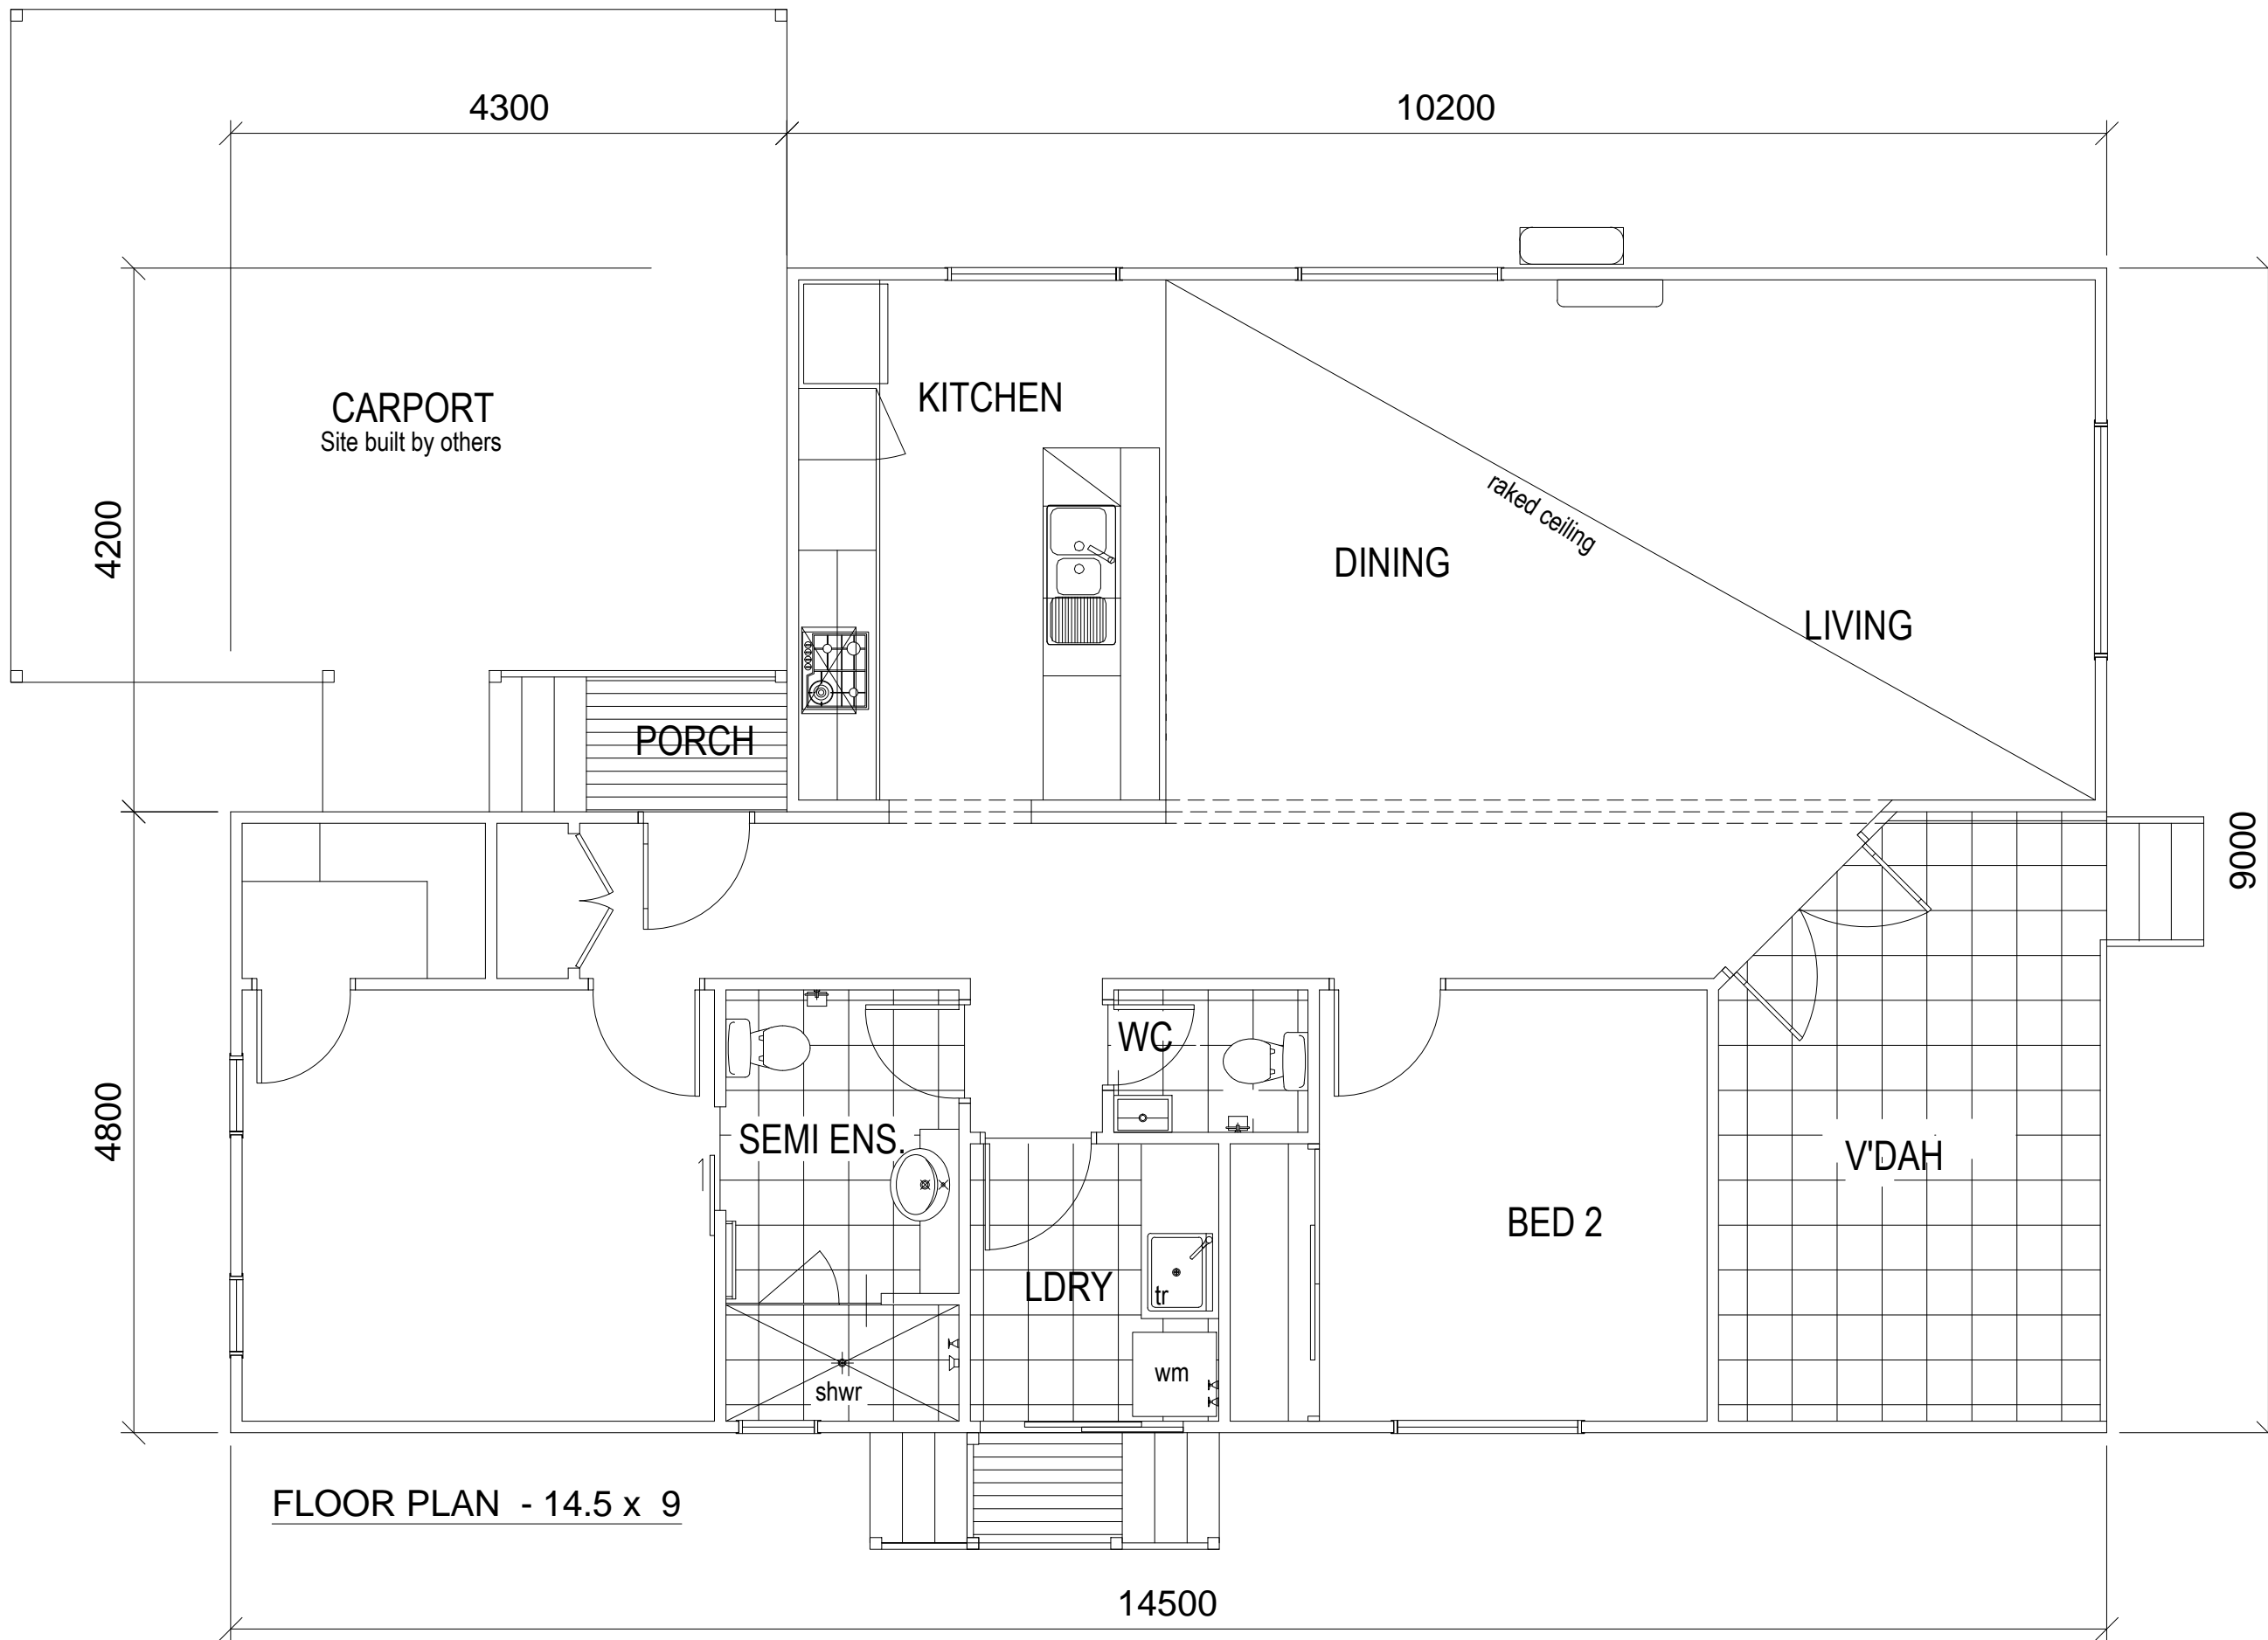 4300
10200
KITCHEN
CARPORT
Site built by others
raked ceiling
4200
DINING
LIVING
PORCH
9000
WC
4800
SEMI ENS.
V'DAH
BED 2
LDRY
tr
wm
shwr
FLOOR PLAN - 14.5 x 9
14500